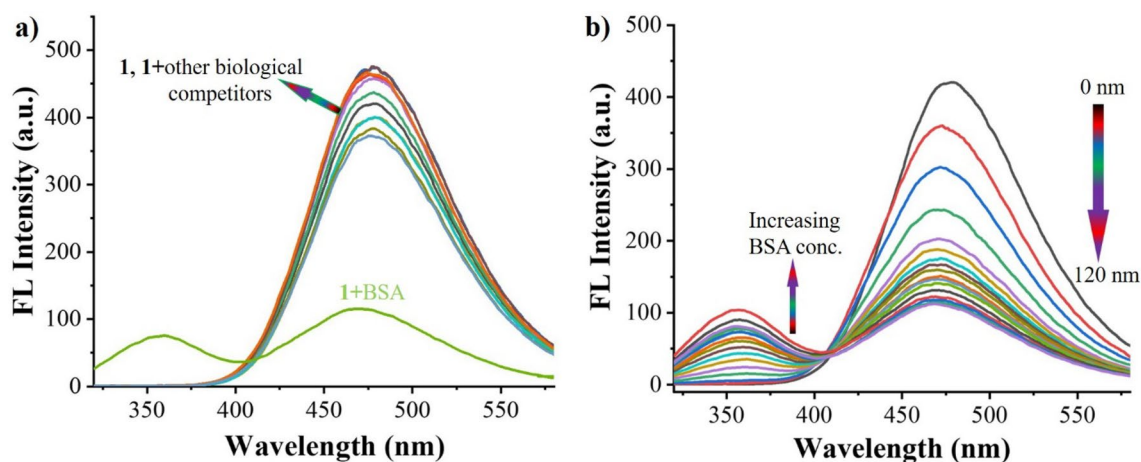 a)
500
400
300
200
100
0
FL Intensity (a.u.)
1, 1+other biological
competitors
1+BSA
350
400
450
500
550
Wavelength (nm)
b)
500
400
300
200
100
0
FL Intensity (a.u.)
0 nm
Increasing
BSA conc.
120 nm
350
400
450
500
550
Wavelength (nm)